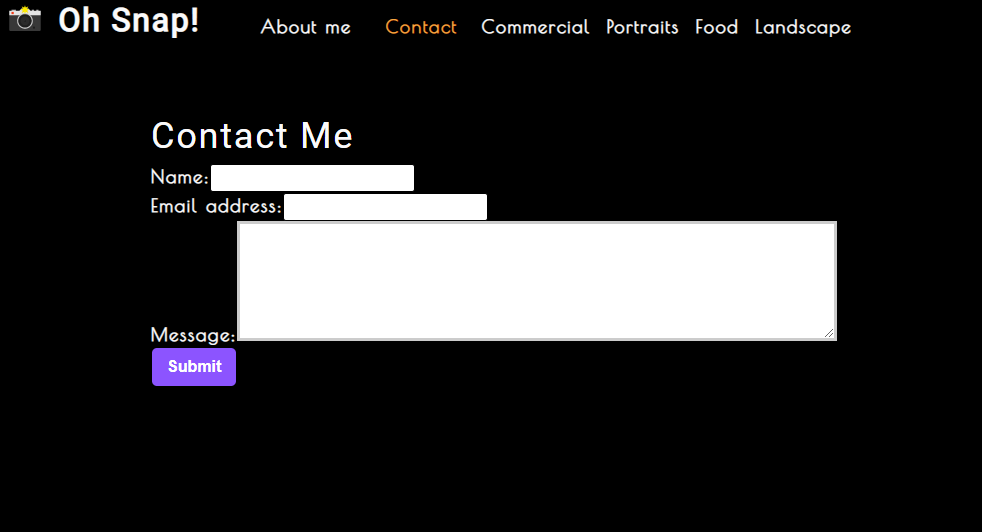 Oh Snap! About me Contact Commercial Portraits Food Landscape
Contact Me
Name:
Email address:
Message:
Submit